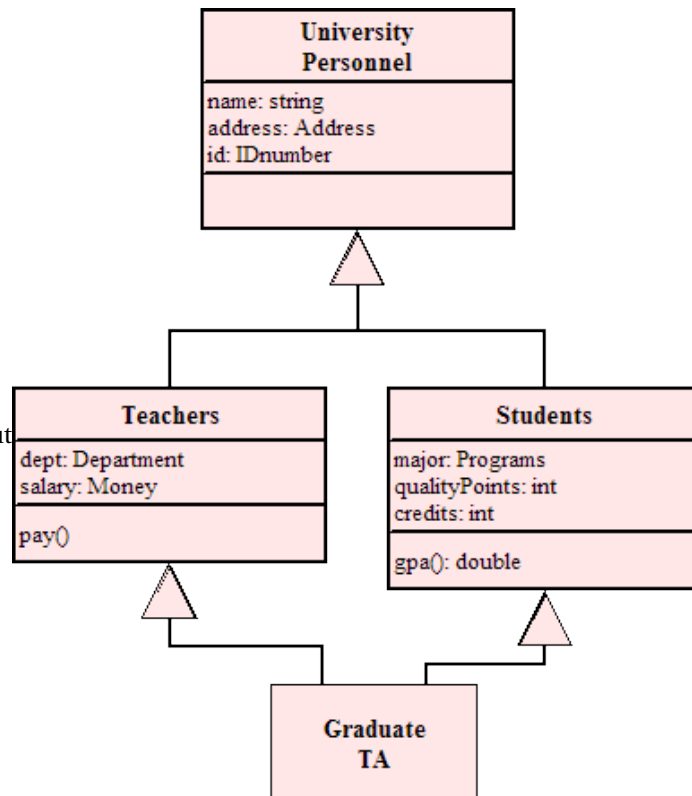 University
Personnel
name: string
address: Address
id: IDnumber
Teachers
dept: Department
salary: Money
pay()
Students
major: Programs
qualityPoints: int
credits: int
gpa(): double
Graduate
TA